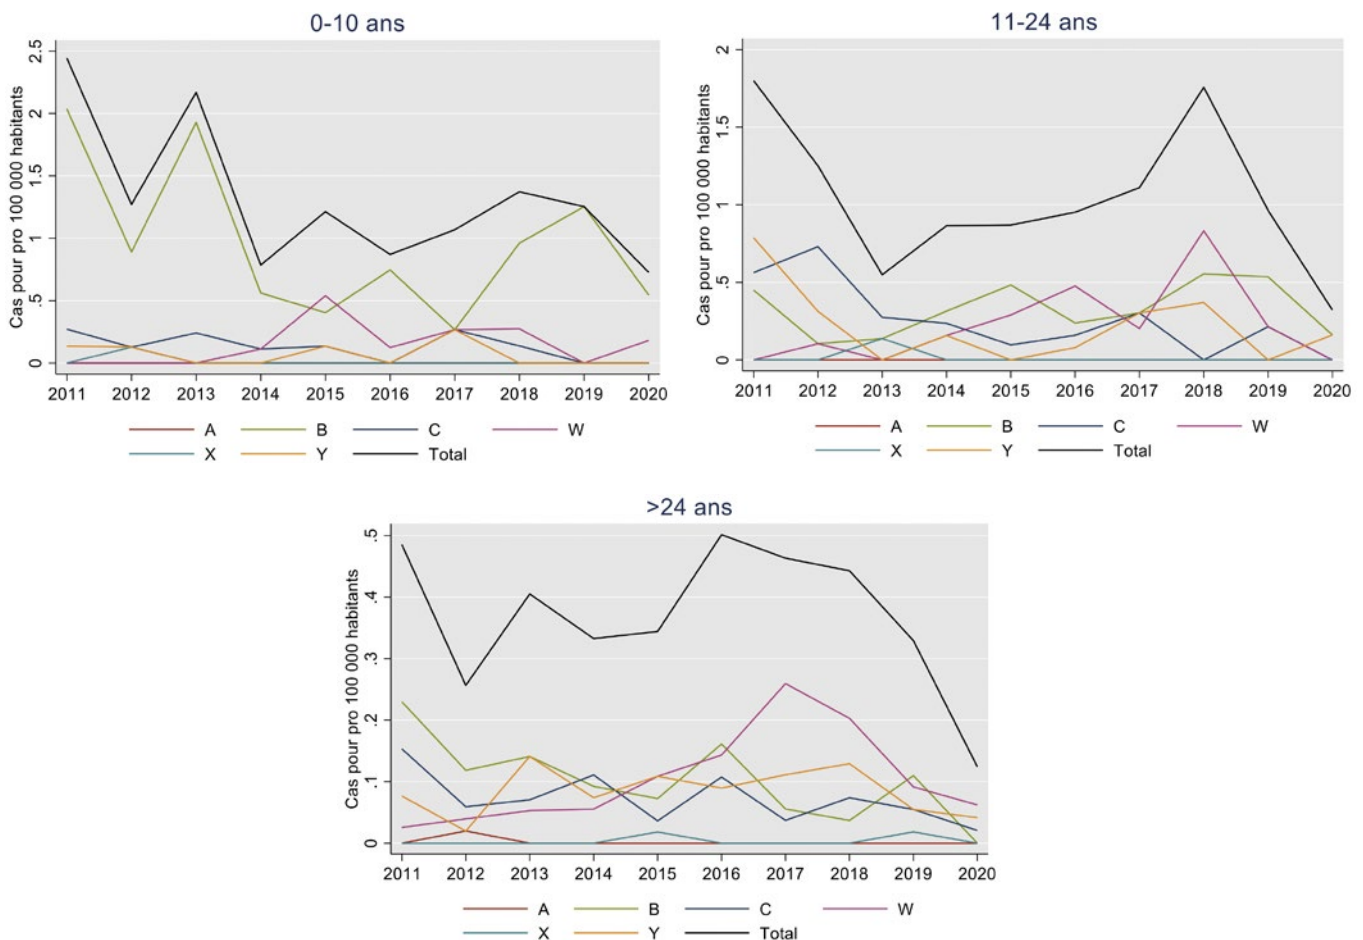 0-10 ans
Cas pour pro 100 000 habitants
2.5
2
1.5
1
.5
0
2011 2012 2013 2014 2015 2016 2017 2018 2019 2020
A B C W
X Y Total
11-24 ans
Cas pour pro 100 000 habitants
2
1.5
1
.5
0
2011 2012 2013 2014 2015 2016 2017 2018 2019 2020
A B C W
X Y Total
>24 ans
Cas pour pro 100 000 habitants
.5
.4
.3
.2
.1
0
2011 2012 2013 2014 2015 2016 2017 2018 2019 2020
A B C W
X Y Total